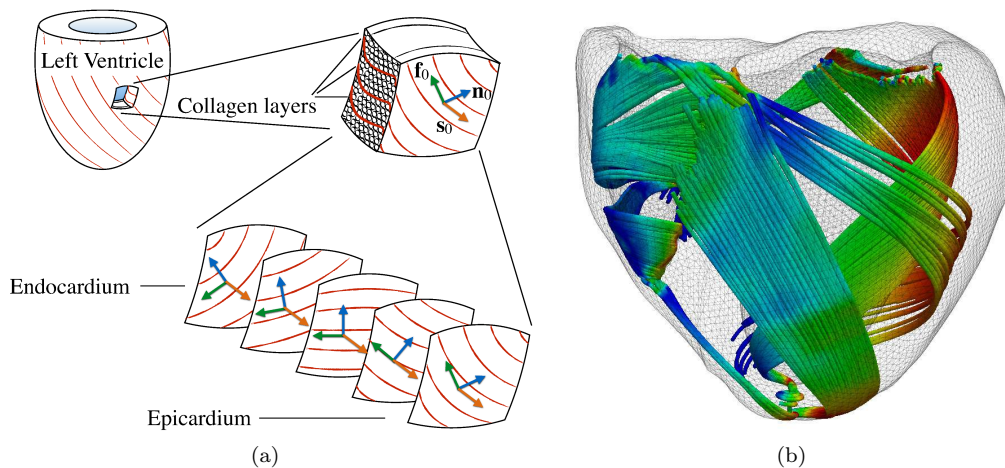 Left Ventricle
Collagen layers
f₀
n₀
s₀
Endocardium
Epicardium
(a)
(b)